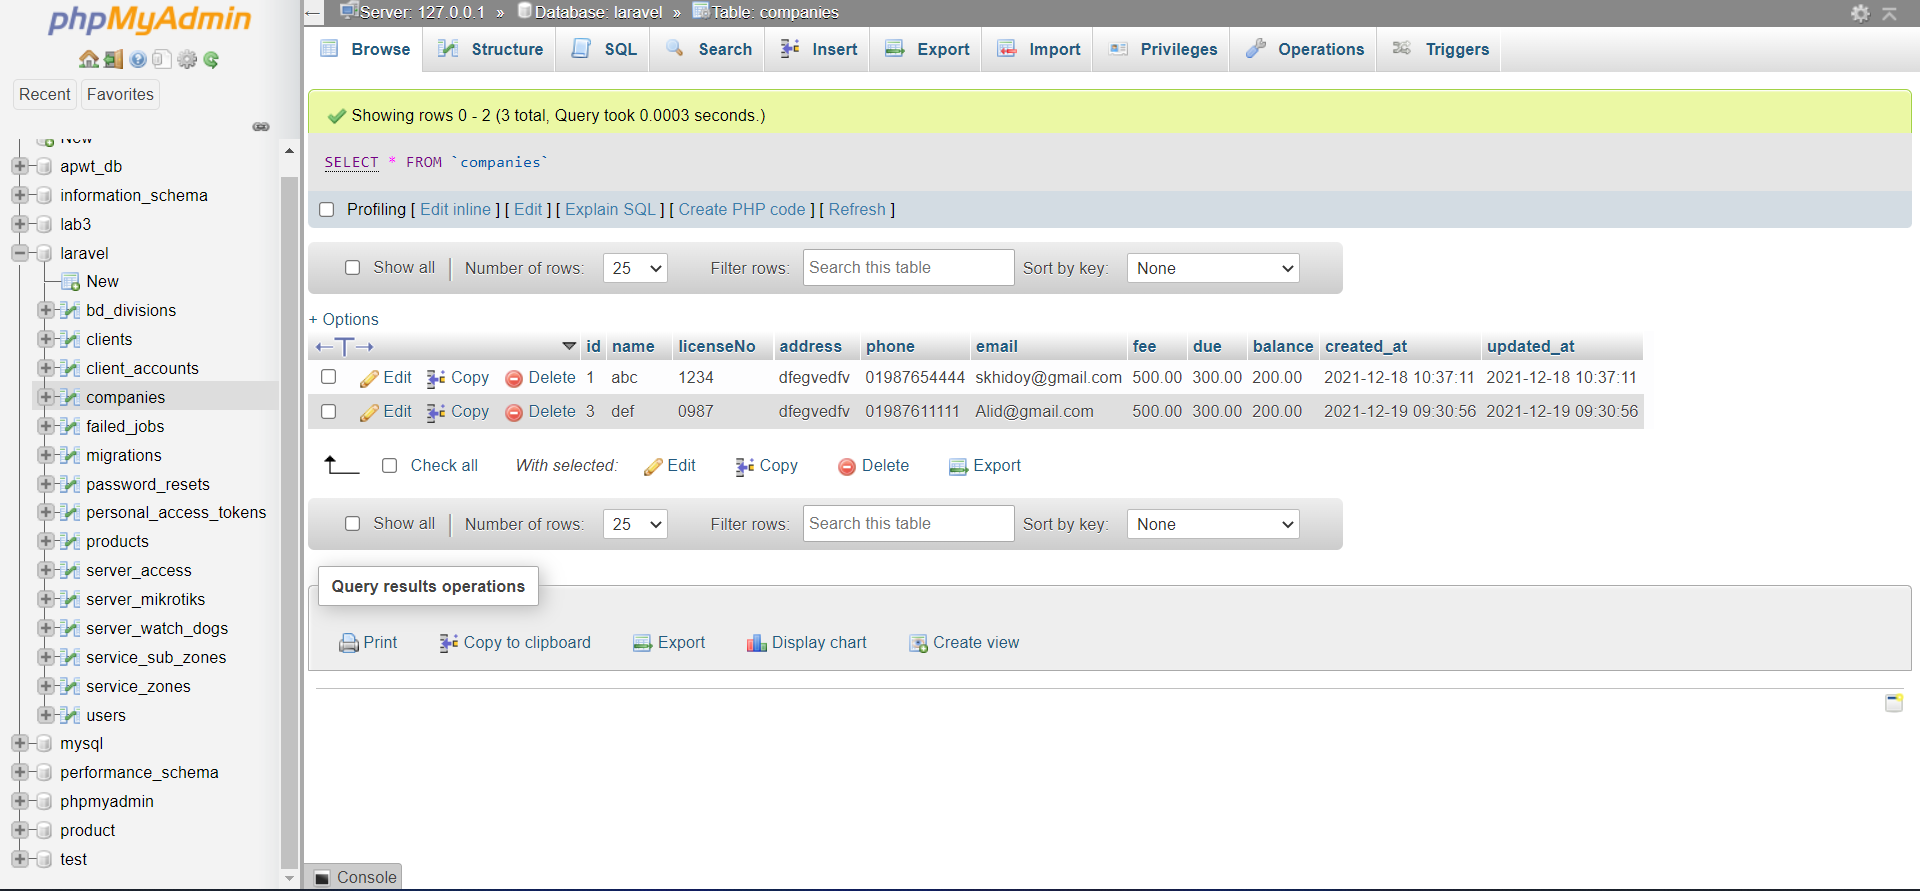 phpMyAdmin
Recent
Favorites
New
apwt_db
information_schema
lab3
laravel
New
bd_divisions
clients
client_accounts
companies
failed_jobs
migrations
password_resets
personal_access_tokens
products
server_access
server_mikrotiks
server_watch_dogs
service_sub_zones
service_zones
users
mysql
performance_schema
phpmyadmin
product
test
Server: 127.0.0.1 » Database: laravel » Table: companies
Browse Structure SQL Search Insert Export Import Privileges Operations Triggers
Showing rows 0 - 2 (3 total, Query took 0.0003 seconds.)
SELECT * FROM `companies`
Profiling [ Edit inline ] [ Edit ] [ Explain SQL ] [ Create PHP code ] [ Refresh ]
Show all Number of rows: 25 Filter rows: Search this table Sort by key: None
+ Options
←T→ id name licenseNo address phone email fee due balance created_at updated_at
Edit Copy Delete 1 abc 1234 dfegvedfv 01987654444 skhidoy@gmail.com 500.00 300.00 200.00 2021-12-18 10:37:11 2021-12-18 10:37:11
Edit Copy Delete 3 def 0987 dfegvedfv 01987611111 Alid@gmail.com 500.00 300.00 200.00 2021-12-19 09:30:56 2021-12-19 09:30:56
Check all With selected: Edit Copy Delete Export
Show all Number of rows: 25 Filter rows: Search this table Sort by key: None
Query results operations
Print Copy to clipboard Export Display chart Create view
Console